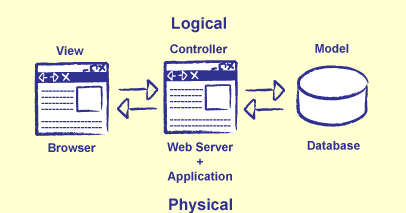 Logical
View
Controller
Model
Browser
Web Server
+
Application
Database
Physical